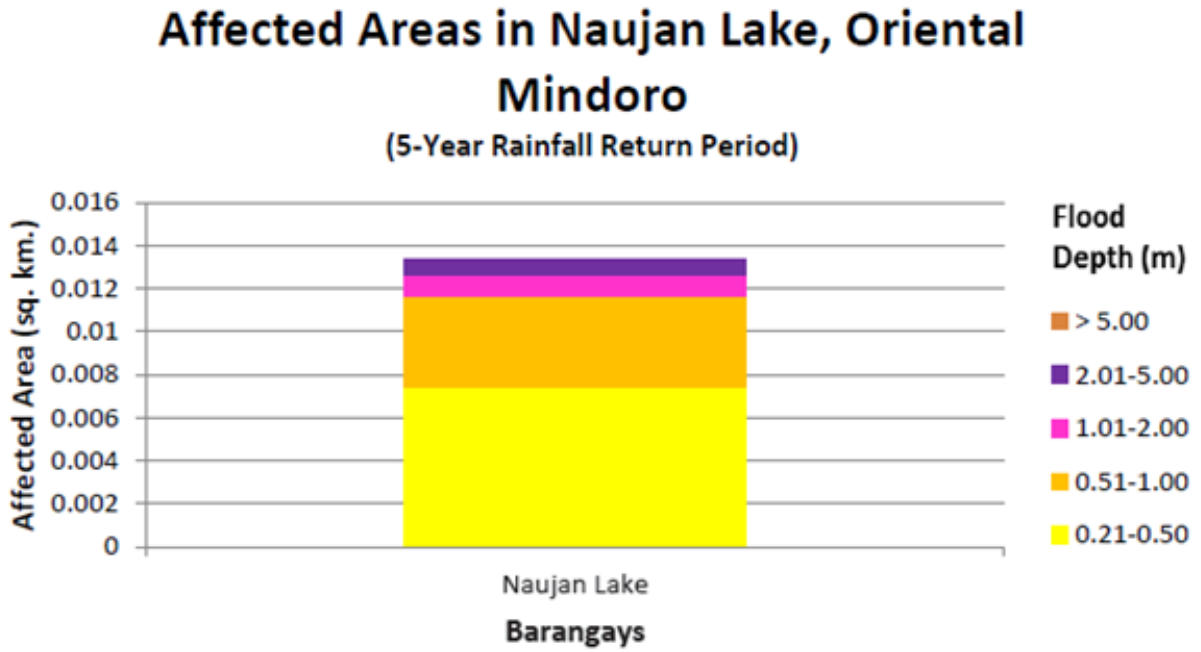 Affected Areas in Naujan Lake, Oriental
Mindoro
(5-Year Rainfall Return Period)
Affected Area (sq. km.)
0.016
0.014
0.012
0.01
0.008
0.006
0.004
0.002
0
Naujan Lake
Barangays
Flood
Depth (m)
> 5.00
2.01-5.00
1.01-2.00
0.51-1.00
0.21-0.50